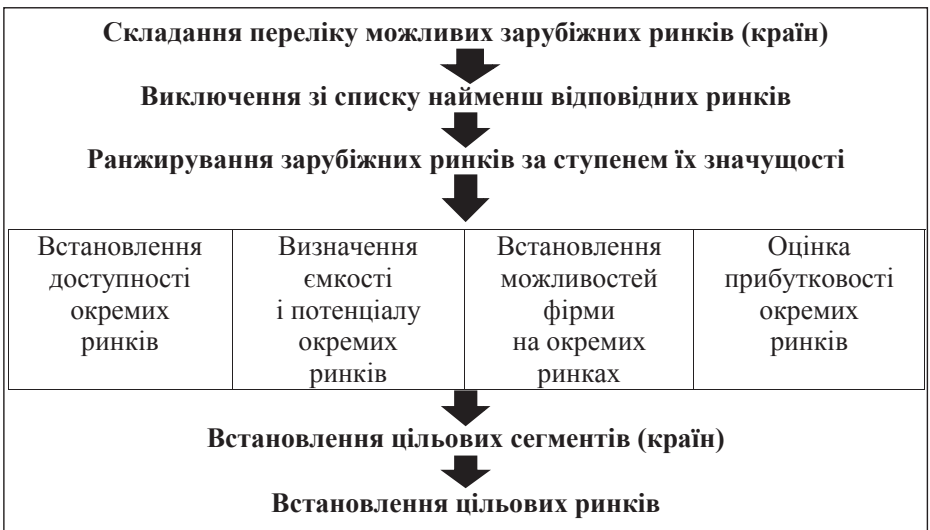 Складання переліку можливих зарубіжних ринків (країн)
Виключення зі списку найменш відповідних ринків
Ранжирування зарубіжних ринків за ступенем їх значущості
Встановлення
доступності
окремих
ринків
Визначення
ємкості
і потенціалу
окремих
ринків
Встановлення
можливостей
фірми
на окремих
ринках
Оцінка
прибутковості
окремих
ринків
Встановлення цільових сегментів (країн)
Встановлення цільових ринків